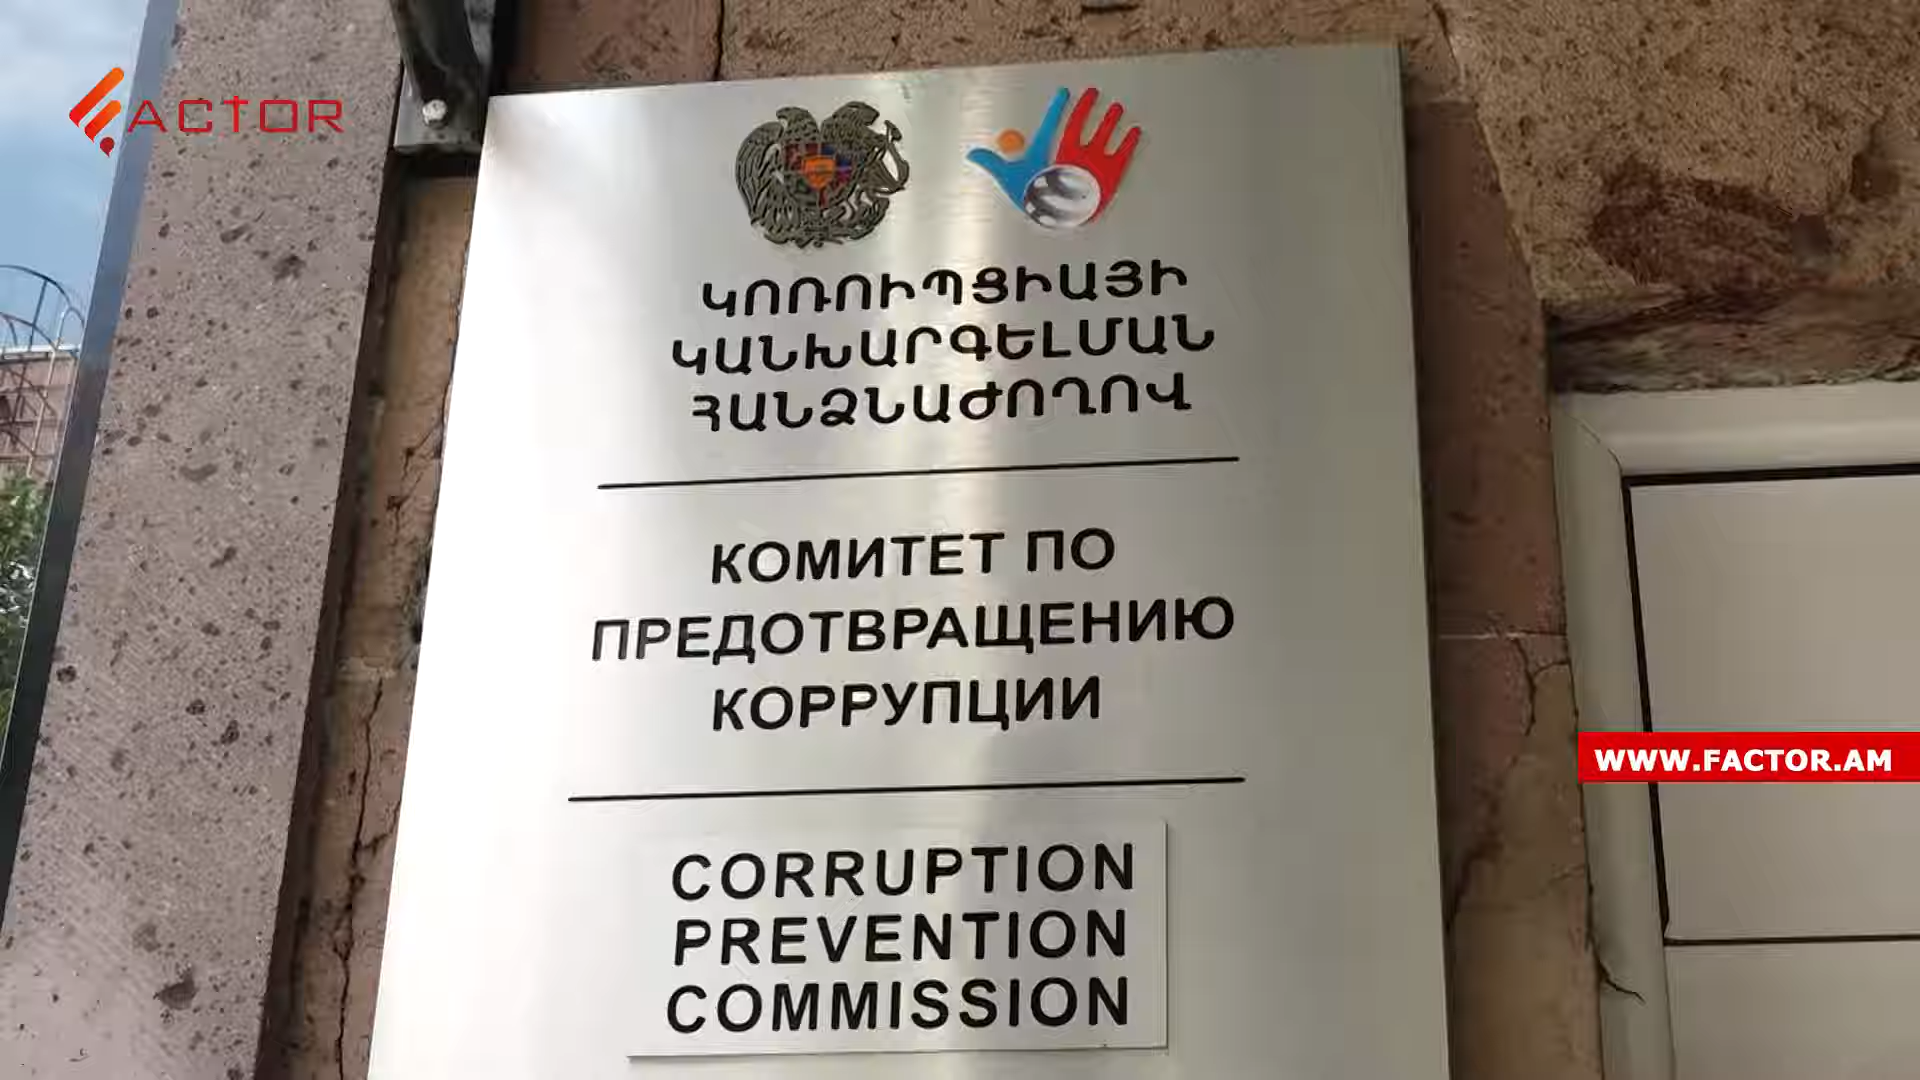 FACTOR
ԿՈՌՈՒՊՑԻԱՅԻ
ԿԱՆԽԱՐԳԵԼՄԱՆ
ՀԱՆՁՆԱԺՈՂՈՎ
КОМИТЕТ ПО
ПРЕДОТВРАЩЕНИЮ
КОРРУПЦИИ
WWW.FACTOR.AM
CORRUPTION
PREVENTION
COMMISSION